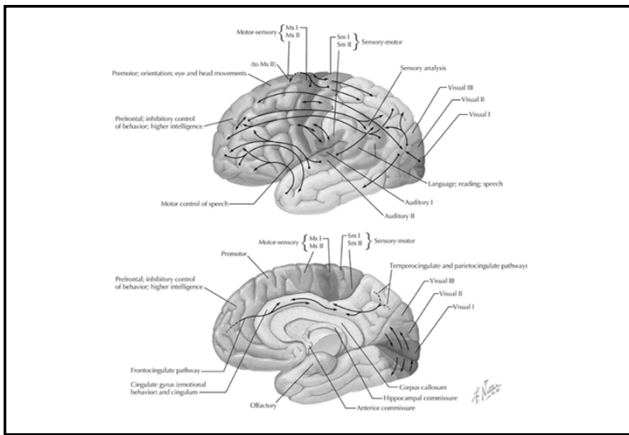 Motor-sensory { Ms I
Ms II
Sm I
Sm II } Sensory-motor
(to Ms II)
Sensory analysis
Premotor; orientation; eye and head movements
Visual III
Visual II
Visual I
Prefrontal; inhibitory control
of behavior; higher intelligence
Language; reading; speech
Motor control of speech
Auditory I
Auditory II
Motor-sensory { Ms I
Ms II
Sm I
Sm II } Sensory-motor
Premotor
Temporocingulate and parietocingulate pathways
Prefrontal; inhibitory control
of behavior; higher intelligence
Visual III
Visual II
Visual I
Frontocingulate pathway
Cingulate gyrus (emotional
behavior) and cingulum
Corpus callosum
Hippocampal commissure
Olfactory
Anterior commissure